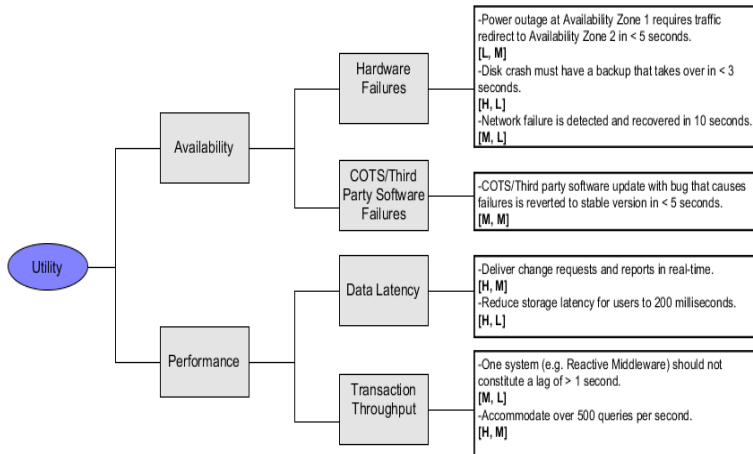 Utility
Availability
Hardware
Failures
-Power outage at Availability Zone 1 requires traffic
redirect to Availability Zone 2 in < 5 seconds.
[L, M]
-Disk crash must have a backup that takes over in < 3
seconds.
[H, L]
-Network failure is detected and recovered in 10 seconds.
[M, L]
COTS/Third
Party Software
Failures
-COTS/Third party software update with bug that causes
failures is reverted to stable version in < 5 seconds.
[M, M]
Performance
Data Latency
-Deliver change requests and reports in real-time.
[H, M]
-Reduce storage latency for users to 200 milliseconds.
[H, L]
Transaction
Throughput
-One system (e.g. Reactive Middleware) should not
constitute a lag of > 1 second.
[M, L]
-Accommodate over 500 queries per second.
[H, M]